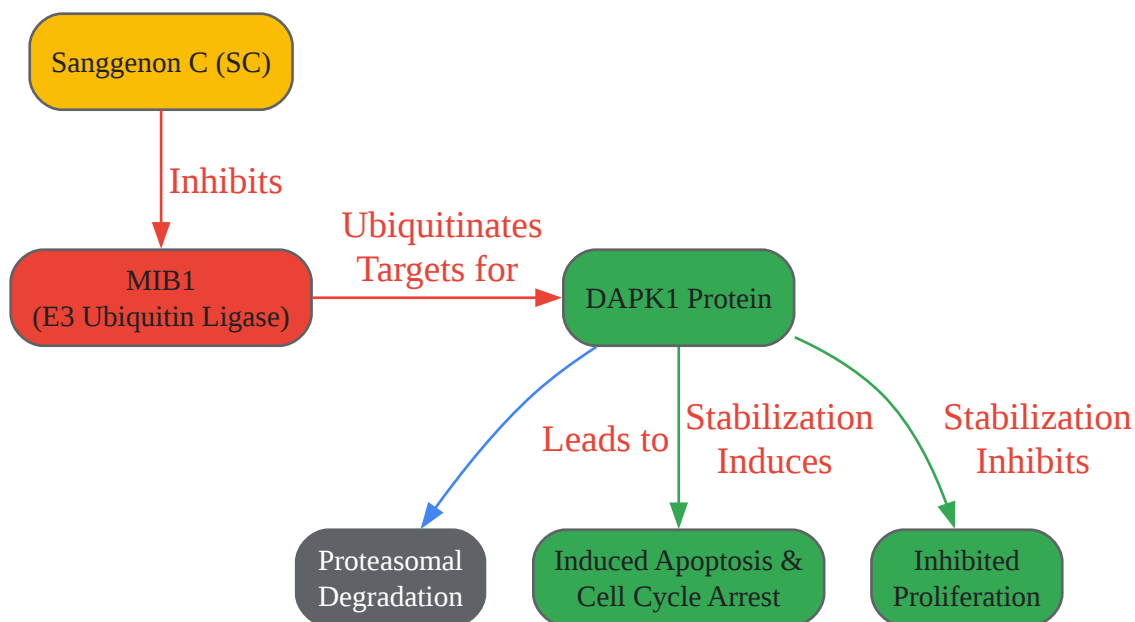 Sanggenon C (SC)
Inhibits
MIB1
(E3 Ubiquitin Ligase)
Ubiquitinates
Targets for
DAPK1 Protein
Leads to
Stabilization
Induces
Stabilization
Inhibits
Proteasomal
Degradation
Induced Apoptosis &
Cell Cycle Arrest
Inhibited
Proliferation